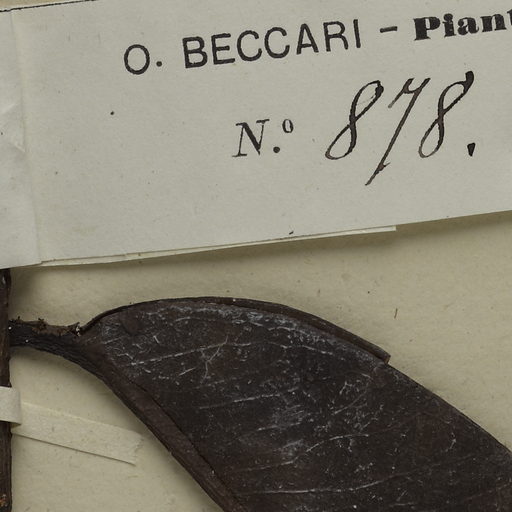 O. BECCARI – Piant
N.º 878.